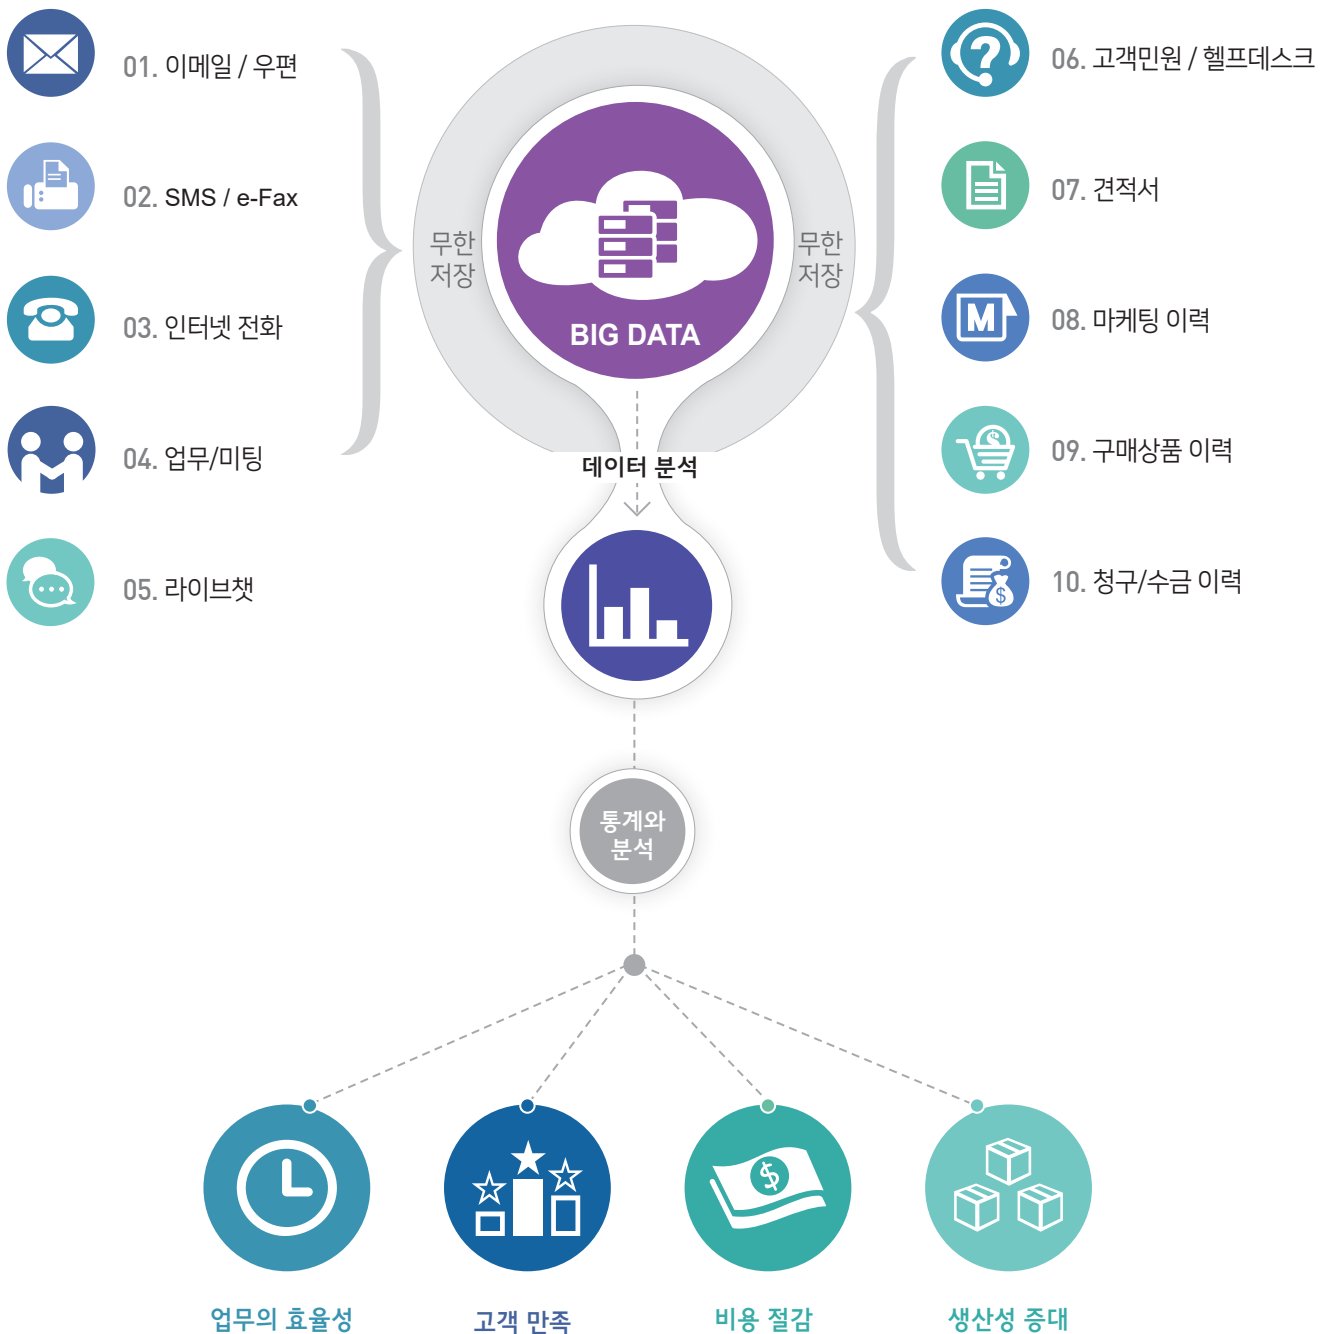 01. 이메일 / 우편
02. SMS / e-Fax
03. 인터넷 전화
04. 업무/미팅
05. 라이브챗
무한
저장
BIG DATA
무한
저장
06. 고객민원 / 헬프데스크
07. 견적서
M
08. 마케팅 이력
$
09. 구매상품 이력
$
10. 청구/수금 이력
데이터 분석
통계와
분석
$
업무의 효율성
고객 만족
비용 절감
생산성 증대